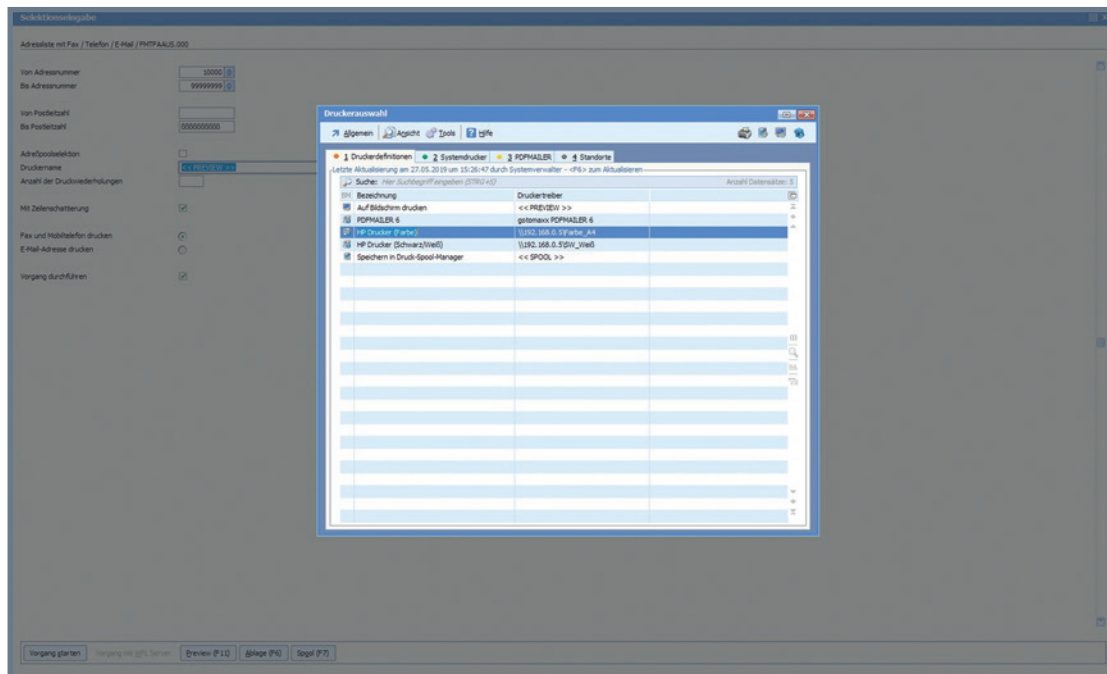 Selektionseingabe
Adressliste mit Fax / Telefon / E-Mail / FMTFAAUS.000
Von Adressnummer 10000
Bis Adressnummer 99999999
Von Postleitzahl
Bis Postleitzahl 0000000000
Adreßpoolselektion
Druckername << PREVIEW >>
Anzahl der Druckwiederholungen
Mit Zeilenschattierung
Fax und Mobiltelefon drucken
E-Mail-Adresse drucken
Vorgang durchführen
Druckerauswahl
Allgemein Ansicht Tools Hilfe
1 Druckerdefinitionen 2 Systemdrucker 3 PDFMAILER 4 Standorte
Letzte Aktualisierung am 27.05.2019 um 15:26:47 durch Systemverwalter - <F6> zum Aktualisieren
Suche: Hier Suchbegriff eingeben (STRG+S) Anzahl Datensätze: 5
Bezeichnung Druckertreiber
Auf Bildschirm drucken << PREVIEW >>
PDFMAILER 6 gotomaxx PDFMAILER 6
HP Drucker (Farbe) \\192.168.0.5\Farbe_A4
HP Drucker (Schwarz/Weiß) \\192.168.0.5\SW_Weiß
Speichern in Druck-Spool-Manager << SPOOL >>
Vorgang starten Vorgang mit Server Preview (F11) Ablage (F6) Spool (F7)